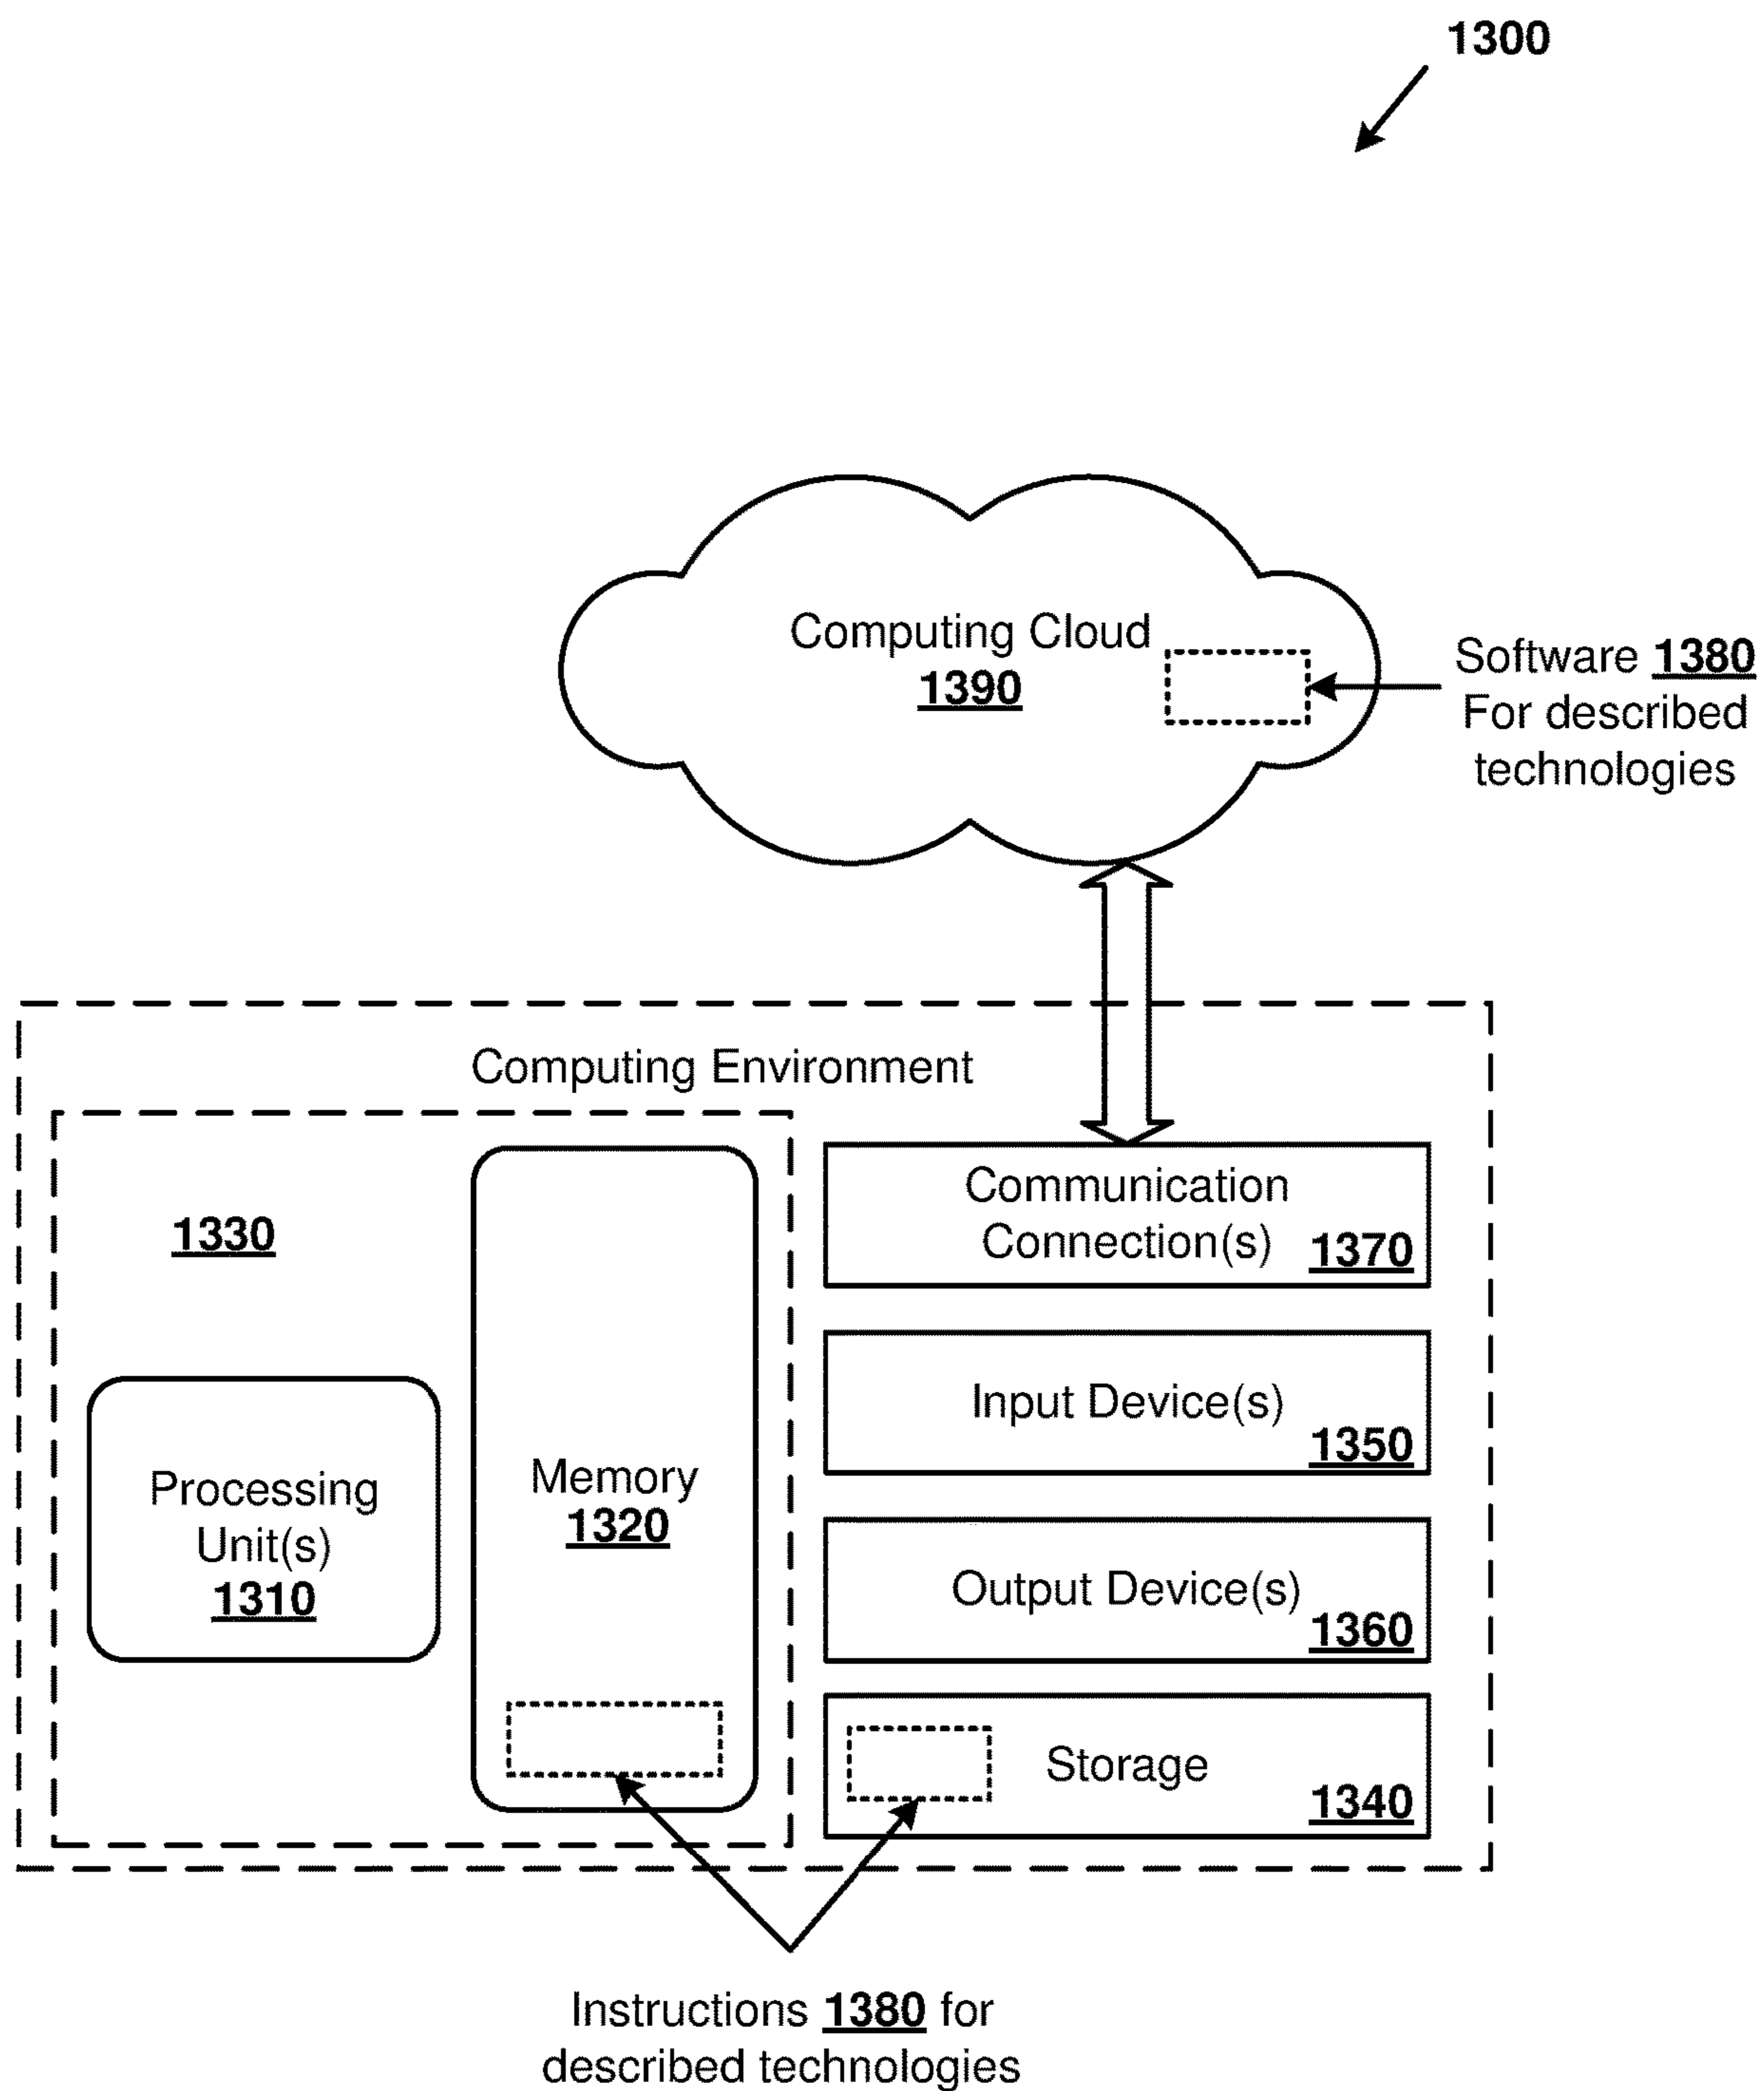 1300
Computing Cloud
1390
Software 1380
For described
technologies
Computing Environment
1330
Processing
Unit(s)
1310
Memory
1320
Communication
Connection(s)
1370
Input Device(s)
1350
Output Device(s)
1360
Storage
1340
Instructions 1380 for
described technologies